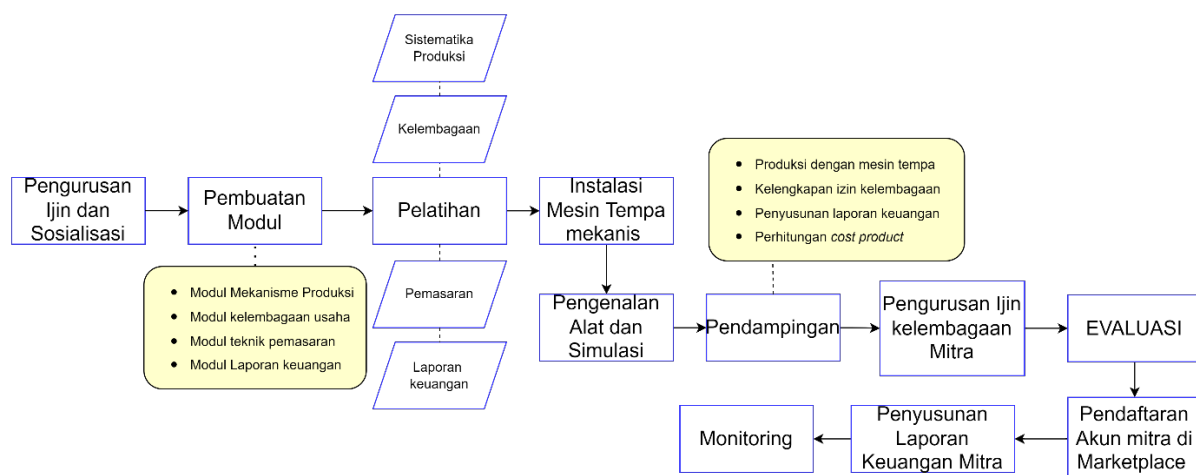 Sistematika
Produksi
Kelembagaan
Pengurusan
Ijin dan
Sosialisasi
Pembuatan
Modul
Pelatihan
Instalasi
Mesin Tempa
mekanis
Produksi dengan mesin tempa
Kelengkapan izin kelembagaan
Penyusunan laporan keuangan
Perhitungan cost product
Modul Mekanisme Produksi
Modul kelembagaan usaha
Modul teknik pemasaran
Modul Laporan keuangan
Pemasaran
Laporan
keuangan
Pengenalan
Alat dan
Simulasi
Pendampingan
Pengurusan Ijin
kelembagaan
Mitra
EVALUASI
Pendaftaran
Akun mitra di
Marketplace
Penyusunan
Laporan
Keuangan Mitra
Monitoring